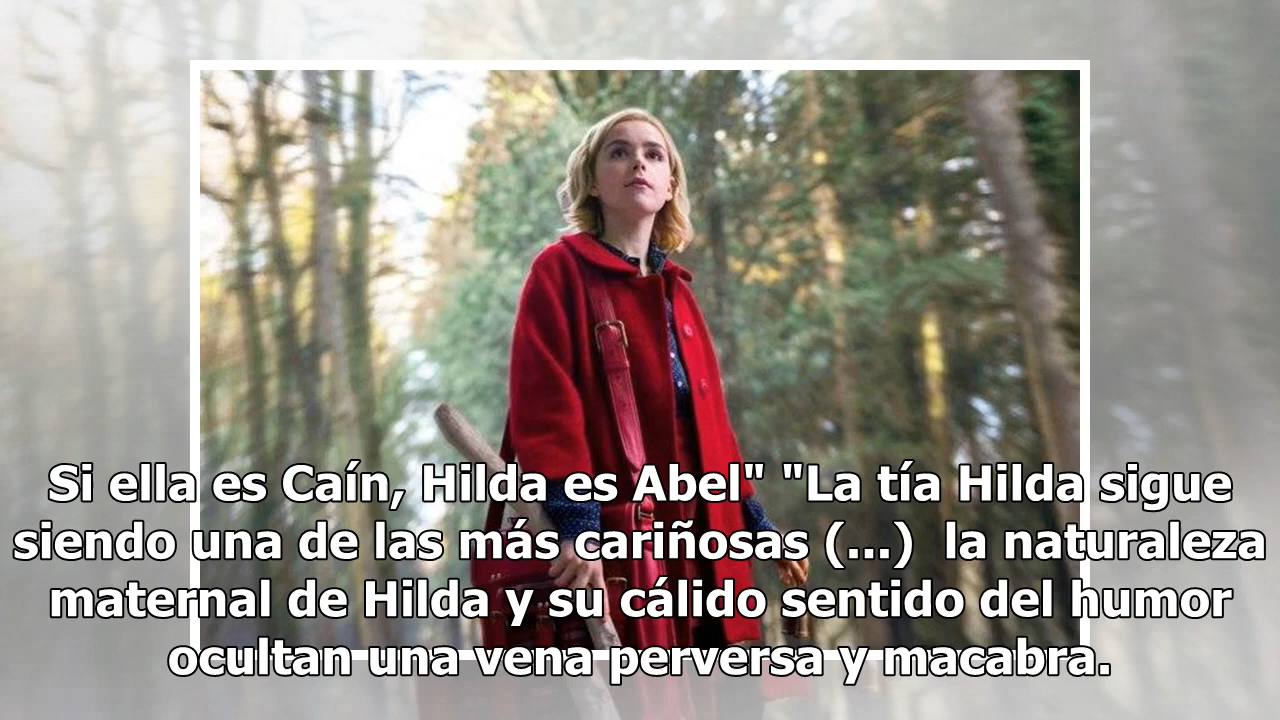 Si ella es Caín, Hilda es Abel" "La tía Hilda sigue
siendo una de las más cariñosas (...)  la naturaleza
maternal de Hilda y su cálido sentido del humor
ocultan una vena perversa y macabra.